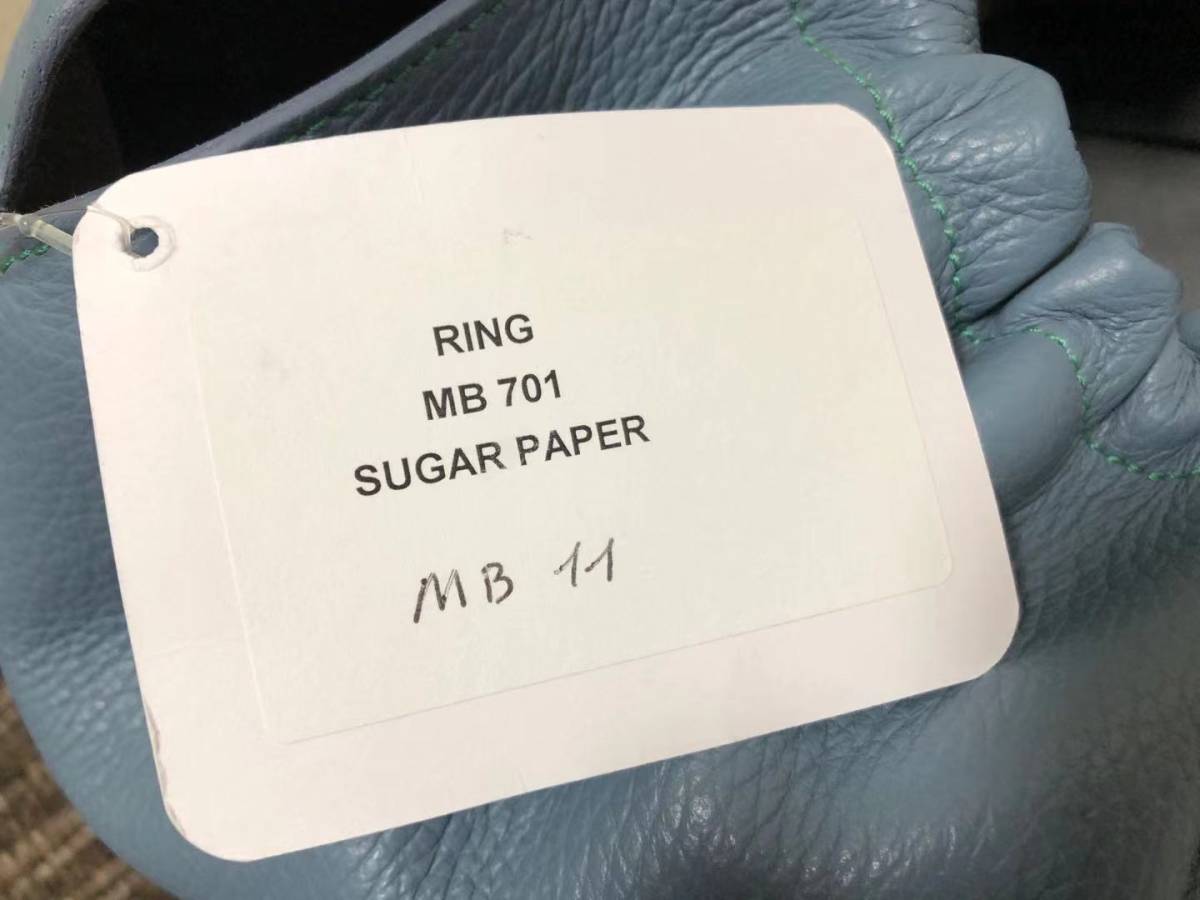 RING
MB 701
SUGAR PAPER
MB 11